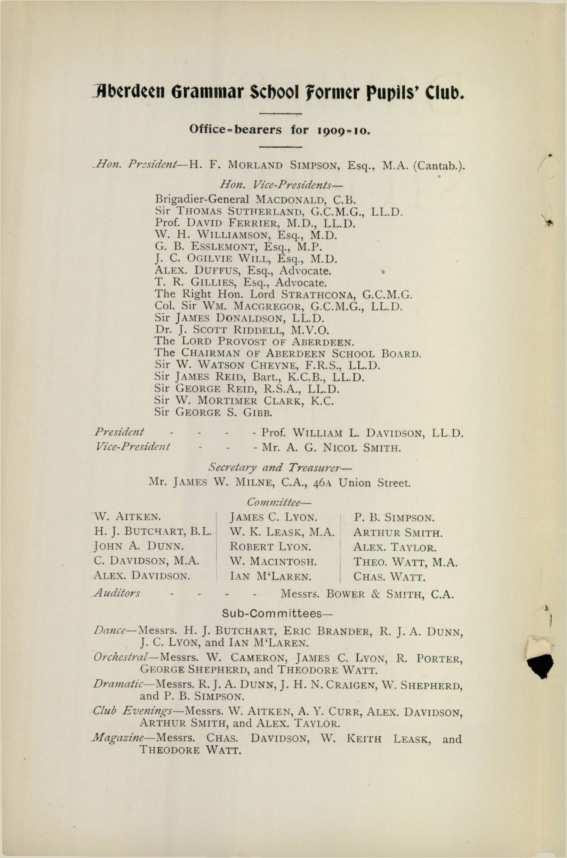 Aberdeen Grammar School Former Pupils' Club.
Office=bearers for 1909=10.
Hon. President—H. F. MORLAND SIMPSON, Esq., M.A. (Cantab.).
Hon. Vice-Presidents—
Brigadier-General MACDONALD, C.B.
Sir THOMAS SUTHERLAND, G.C.M.G., LL.D.
Prof. DAVID FERRIER, M.D., LL.D.
W. H. WILLIAMSON, Esq., M.D.
G. B. ESSLEMONT, Esq., M.P.
J. C. OGILVIE WILL, Esq., M.D.
ALEX. DUFFUS, Esq., Advocate.
T. R. GILLIES, Esq., Advocate.
The Right Hon. Lord STRATHCONA, G.C.M.G.
Col. Sir WM. MACGREGOR, G.C.M.G., LL.D.
Sir JAMES DONALDSON, LL.D.
Dr. J. SCOTT RIDDELL, M.V.O.
The LORD PROVOST OF ABERDEEN.
The CHAIRMAN OF ABERDEEN SCHOOL BOARD.
Sir W. WATSON CHEYNE, F.R.S., LL.D.
Sir JAMES REID, Bart., K.C.B., LL.D.
Sir GEORGE REID, R.S.A., LL.D.
Sir W. MORTIMER CLARK, K.C.
Sir GEORGE S. GIBB.
President - - - - Prof. WILLIAM L. DAVIDSON, LL.D.
Vice-President - - - Mr. A. G. NICOL SMITH.
Secretary and Treasurer—
Mr. JAMES W. MILNE, C.A., 46A Union Street.
Committee—
W. AITKEN. JAMES C. LYON. P. B. SIMPSON.
H. J. BUTCHART, B.L. W. K. LEASK, M.A. ARTHUR SMITH.
JOHN A. DUNN. ROBERT LYON. ALEX. TAYLOR.
C. DAVIDSON, M.A. W. MACINTOSH. THEO. WATT, M.A.
ALEX. DAVIDSON. IAN M'LAREN. CHAS. WATT.
Auditors - - - - Messrs. BOWER & SMITH, C.A.
Sub-Committees—
Dance—Messrs. H. J. BUTCHART, ERIC BRANDER, R. J. A. DUNN,
J. C. LYON, and IAN M'LAREN.
Orchestral—Messrs. W. CAMERON, JAMES C. LYON, R. PORTER,
GEORGE SHEPHERD, and THEODORE WATT.
Dramatic—Messrs. R. J. A. DUNN, J. H. N. CRAIGEN, W. SHEPHERD,
and P. B. SIMPSON.
Club Evenings—Messrs. W. AITKEN, A. Y. CURR, ALEX. DAVIDSON,
ARTHUR SMITH, and ALEX. TAYLOR.
Magazine—Messrs. CHAS. DAVIDSON, W. KEITH LEASK, and
THEODORE WATT.